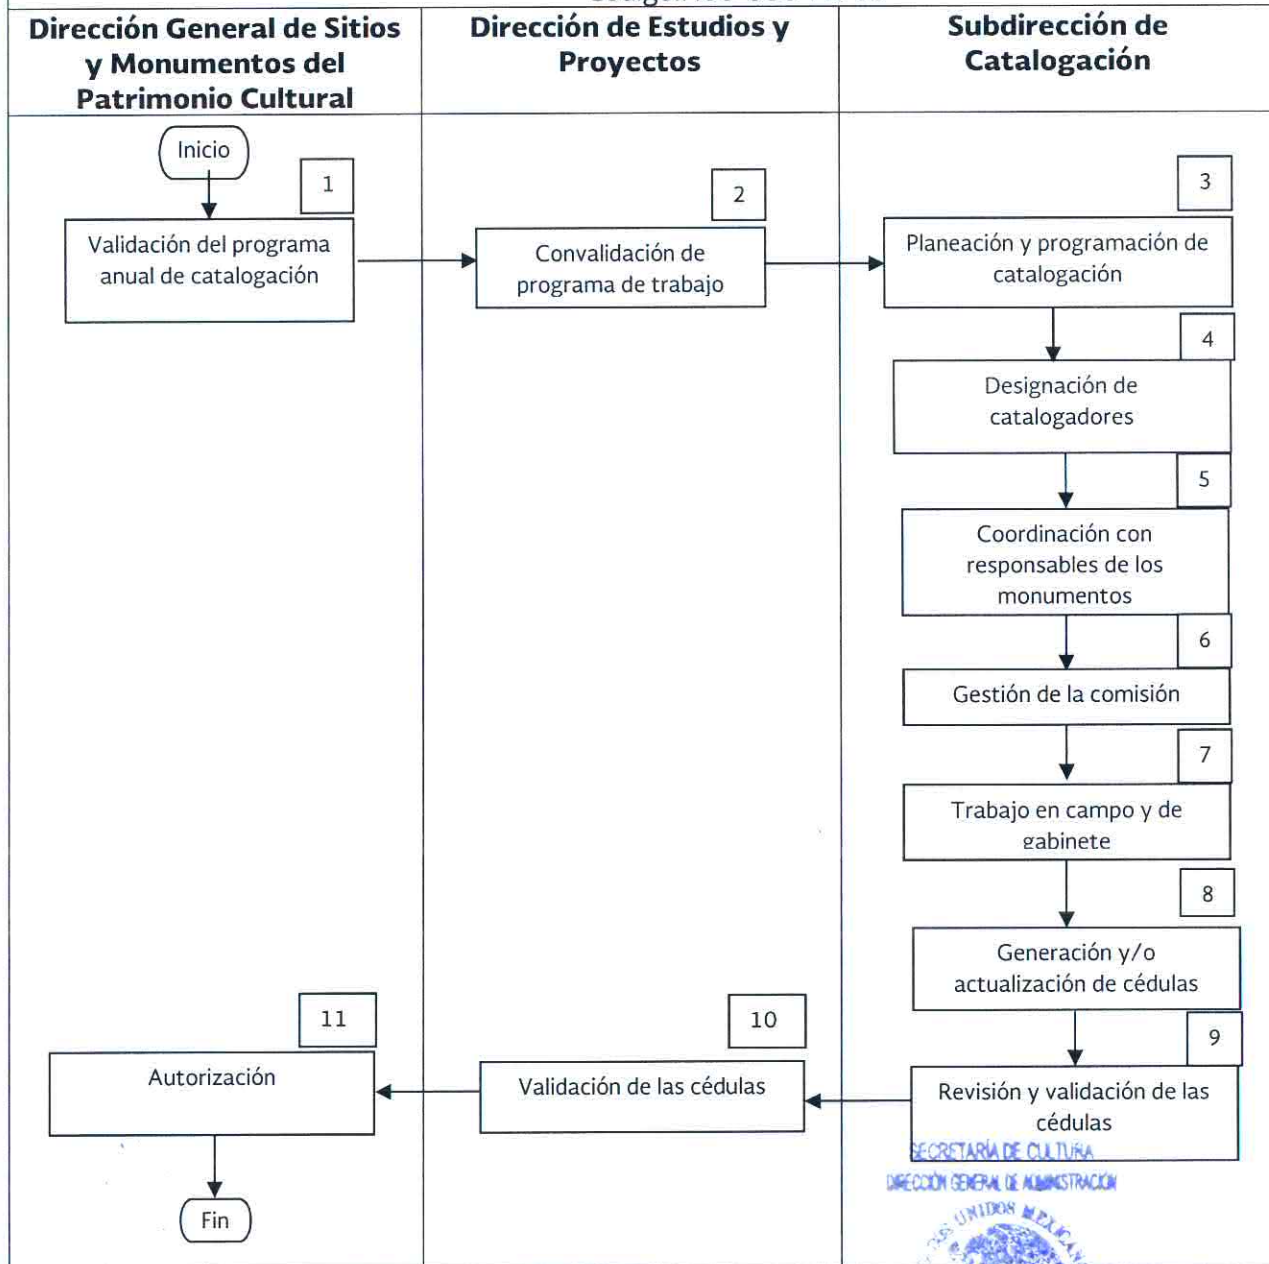 Dirección General de Sitios
y Monumentos del
Patrimonio Cultural
Dirección de Estudios y
Proyectos
Subdirección de
Catalogación
Inicio
1
Validación del programa
anual de catalogación
2
Convalidación de
programa de trabajo
3
Planeación y programación de
catalogación
4
Designación de
catalogadores
5
Coordinación con
responsables de los
monumentos
6
Gestión de la comisión
7
Trabajo en campo y de
gabinete
8
Generación y/o
actualización de cédulas
9
Revisión y validación de las
cédulas
10
Validación de las cédulas
11
Autorización
Fin
SECRETARÍA DE CULTURA
DIRECCIÓN GENERAL DE ADMINISTRACIÓN
UNIDOS